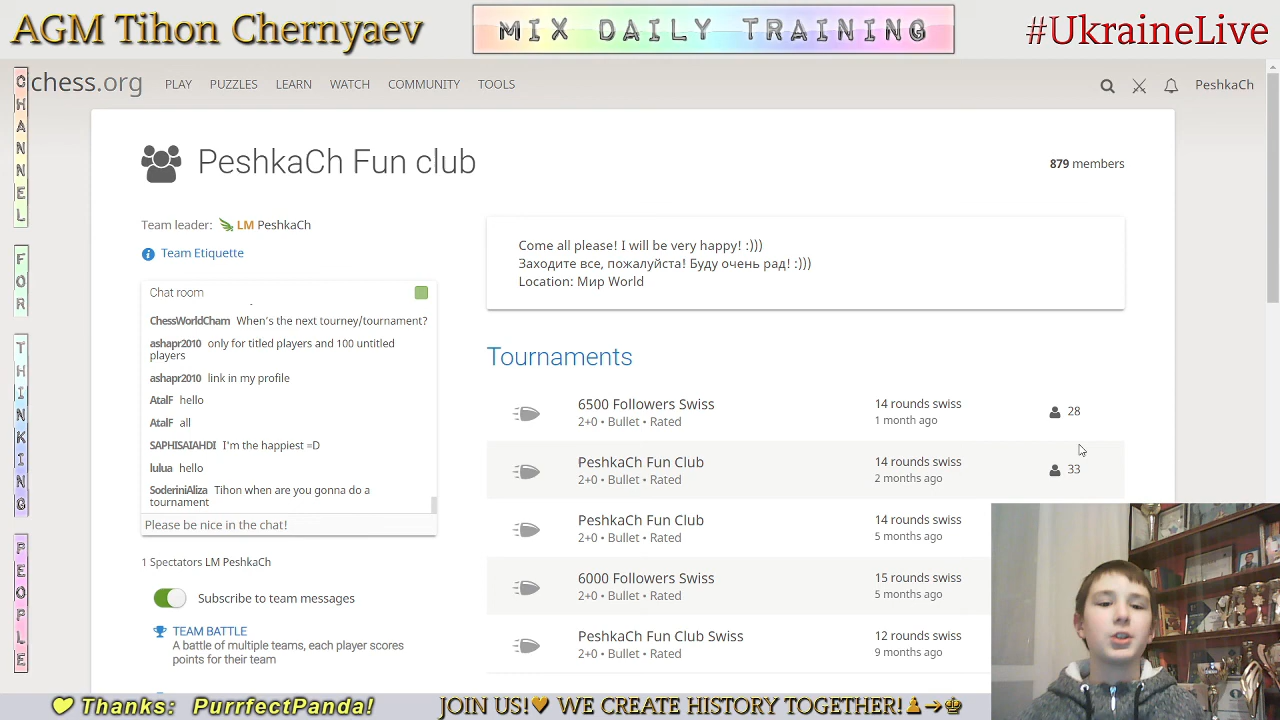 AGM Tihon Chernyaev
MIX DAILY TRAINING
#UkraineLive
CHANNEL
FOR
THINKING
PEOPLE
chess.org
PLAY PUZZLES LEARN WATCH COMMUNITY TOOLS
PeshkaCh
PeshkaCh Fun club
879 members
Team leader: LM PeshkaCh
Team Etiquette
Chat room
ChessWorldCham When's the next tourney/tournament?
ashapr2010 only for titled players and 100 untitled
players
ashapr2010 link in my profile
AtalF hello
AtalF all
SAPHISAIAHDI I'm the happiest =D
lulua hello
SoderiniAliza Tihon when are you gonna do a
tournament
Please be nice in the chat!
1 Spectators LM PeshkaCh
Subscribe to team messages
TEAM BATTLE
A battle of multiple teams, each player scores
points for their team
Come all please! I will be very happy! :)))
Заходите все, пожалуйста! Буду очень рад! :)))
Location: Мир World
Tournaments
6500 Followers Swiss
2+0 • Bullet • Rated
14 rounds swiss
1 month ago
28
PeshkaCh Fun Club
2+0 • Bullet • Rated
14 rounds swiss
2 months ago
33
PeshkaCh Fun Club
2+0 • Bullet • Rated
14 rounds swiss
5 months ago
6000 Followers Swiss
2+0 • Bullet • Rated
15 rounds swiss
5 months ago
PeshkaCh Fun Club Swiss
2+0 • Bullet • Rated
12 rounds swiss
9 months ago
Thanks: PurrfectPanda!
JOIN US! WE CREATE HISTORY TOGETHER!